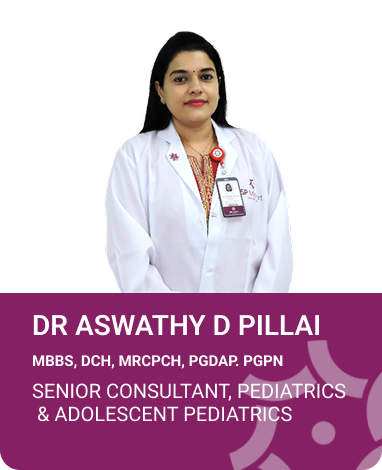 DR ASWATHY D PILLAI
MBBS, DCH, MRCPCH, PGDAP. PGPN
SENIOR CONSULTANT, PEDIATRICS
& ADOLESCENT PEDIATRICS